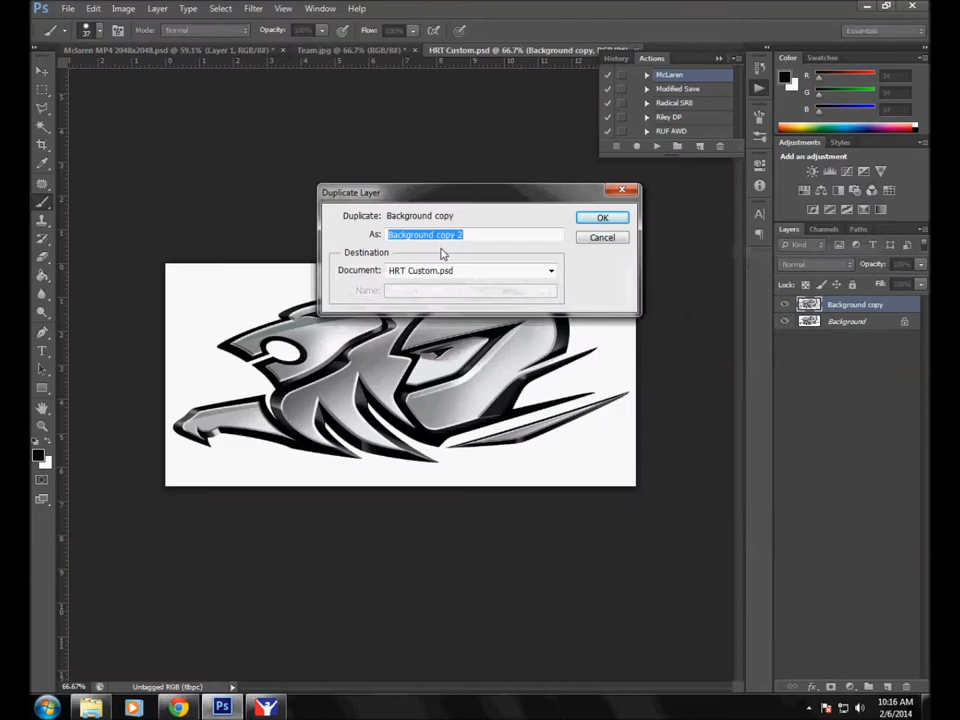 Ps File Edit Image Layer Type Select Filter View Window Help
37 Mode: Normal Opacity: Flow: Essentials
Mclaren MP4 2048x2048.psd @ 59.1% (Layer 1, RGB/8#) * × Team.jpg @ 66.7% (RGB/8#) * × HRT Custom.psd @ 66.7% (Background copy,
History Actions
McLaren
Modified Save
Radical SR8
Riley DP
RUF AWD
Color Swatches
R
G
B
Adjustments Styles
Add an adjustment
Layers Channels Paths
Kind
Normal Opacity:
Lock: Fill:
Background copy
Background
Duplicate Layer
Duplicate: Background copy
As: Background copy 2
Destination
Document: HRT Custom.psd
Name:
OK
Cancel
66.67% Untagged RGB (8bpc)
Ps
10:16 AM
2/6/2014